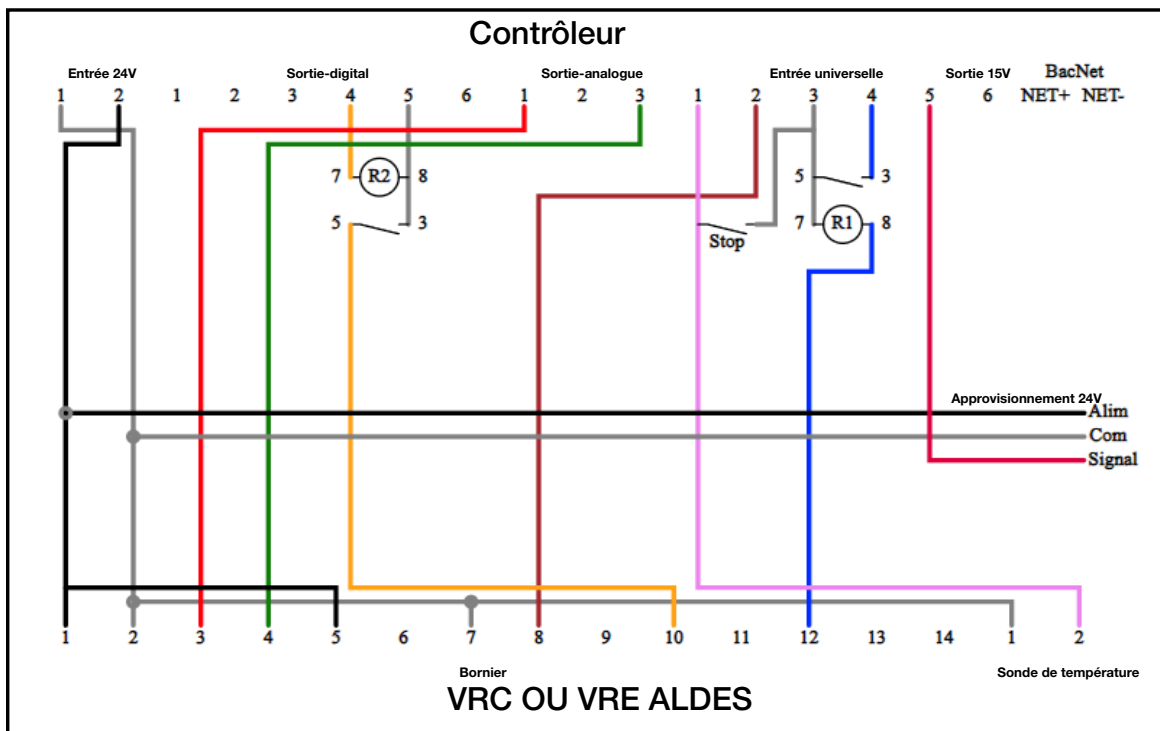 Contrôleur
Entrée 24V Sortie-digital Sortie-analogue Entrée universelle Sortie 15V BacNet
1 2 1 2 3 4 5 6 1 2 3 1 2 3 4 5 6 NET+ NET-
7 R2 8 5 3
5 3 Stop 7 R1 8
Approvisionnement 24V
Alim
Com
Signal
1 2 3 4 5 6 7 8 9 10 11 12 13 14 1 2
Bornier Sonde de température
VRC OU VRE ALDES